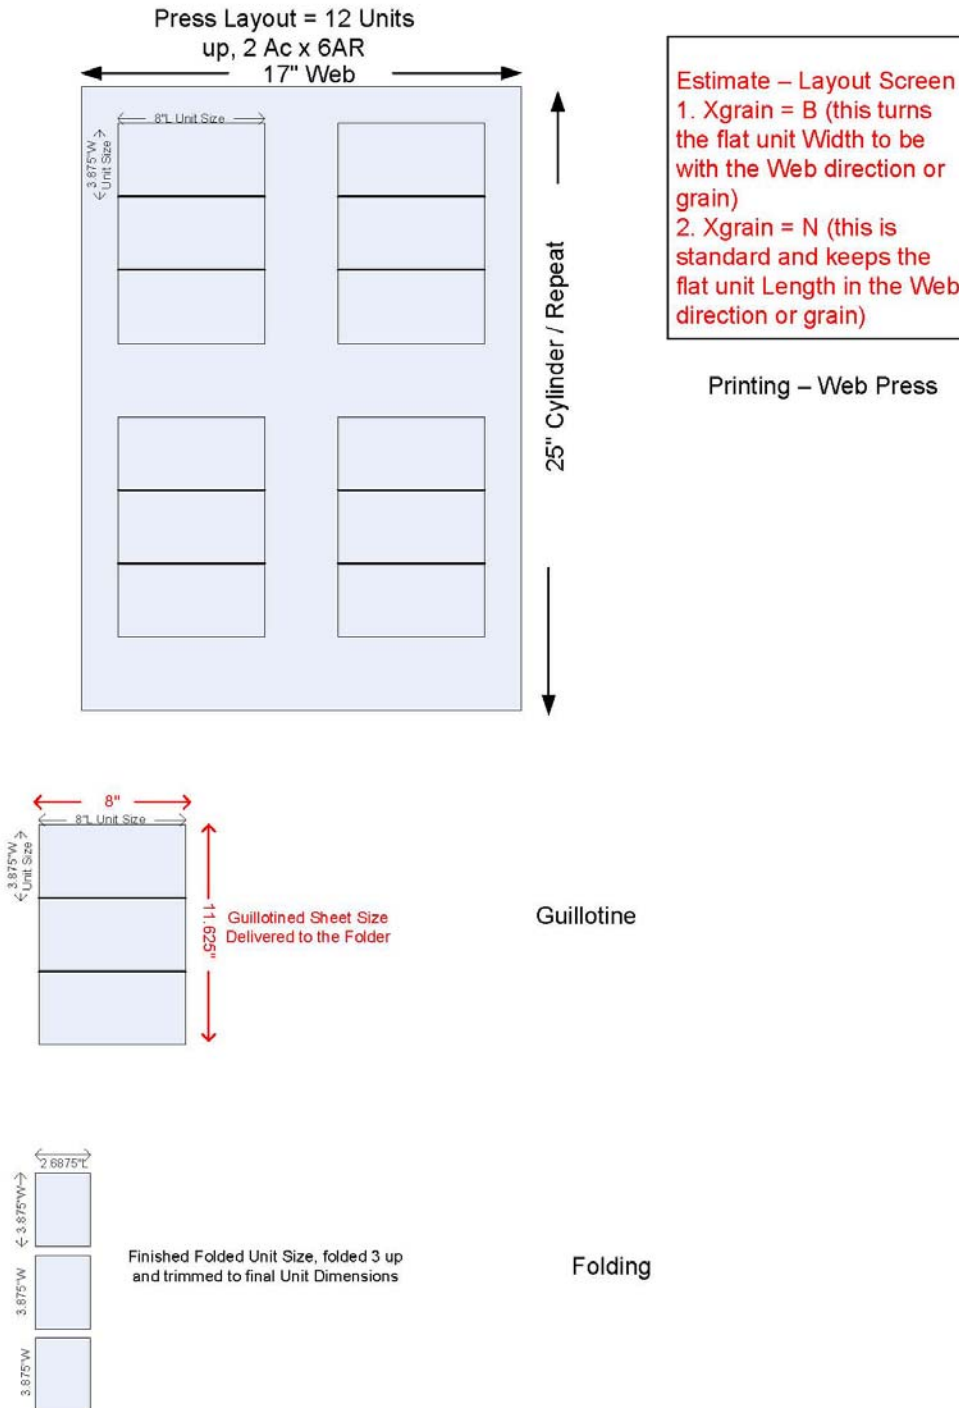 Press Layout = 12 Units
up, 2 Ac x 6AR
17" Web
8"L Unit Size
3.875"W
Unit Size
25" Cylinder / Repeat
Estimate – Layout Screen
1. Xgrain = B (this turns
the flat unit Width to be
with the Web direction or
grain)
2. Xgrain = N (this is
standard and keeps the
flat unit Length in the Web
direction or grain)
Printing – Web Press
8"
8"L Unit Size
3.875"W
Unit Size
11.625"
Guillotined Sheet Size
Delivered to the Folder
Guillotine
2.6875"L
3.875"W
3.875"W
3.875"W
Finished Folded Unit Size, folded 3 up
and trimmed to final Unit Dimensions
Folding